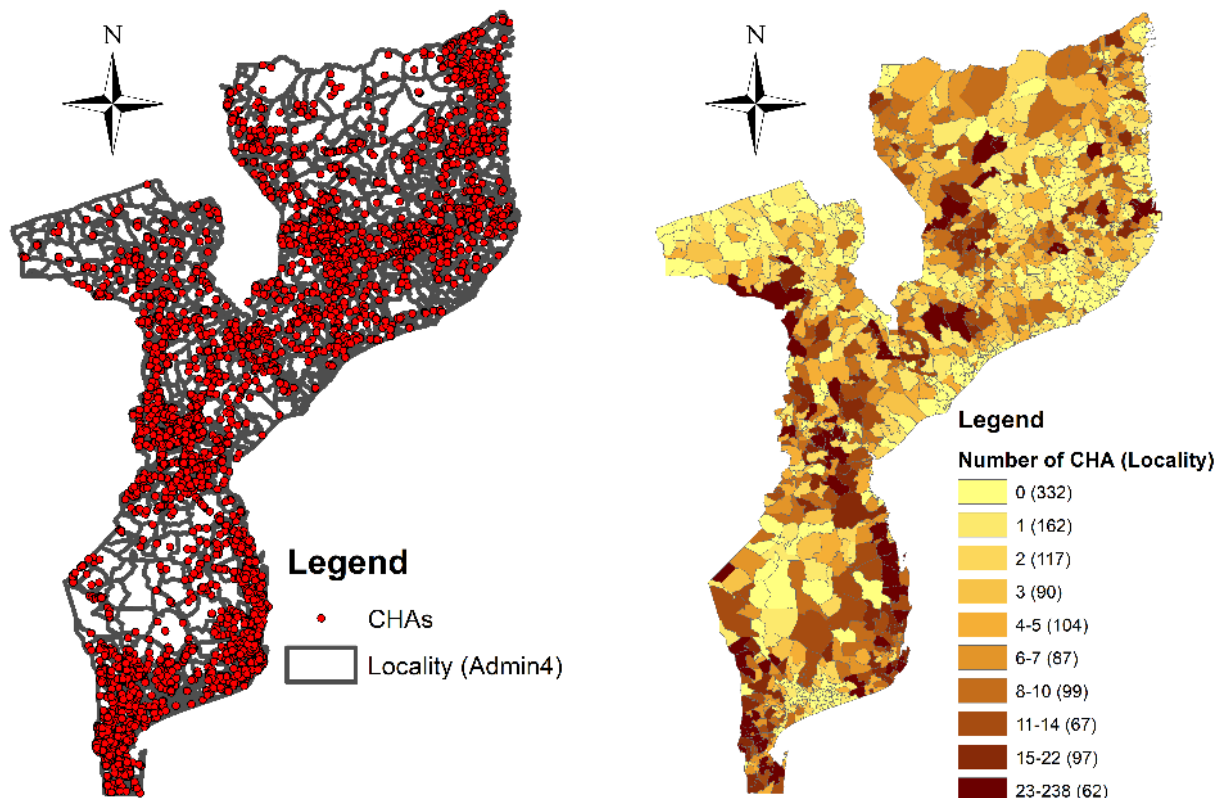 N
Legend
CHAs
Locality (Admin4)
N
Legend
Number of CHA (Locality)
0 (332)
1 (162)
2 (117)
3 (90)
4-5 (104)
6-7 (87)
8-10 (99)
11-14 (67)
15-22 (97)
23-238 (62)